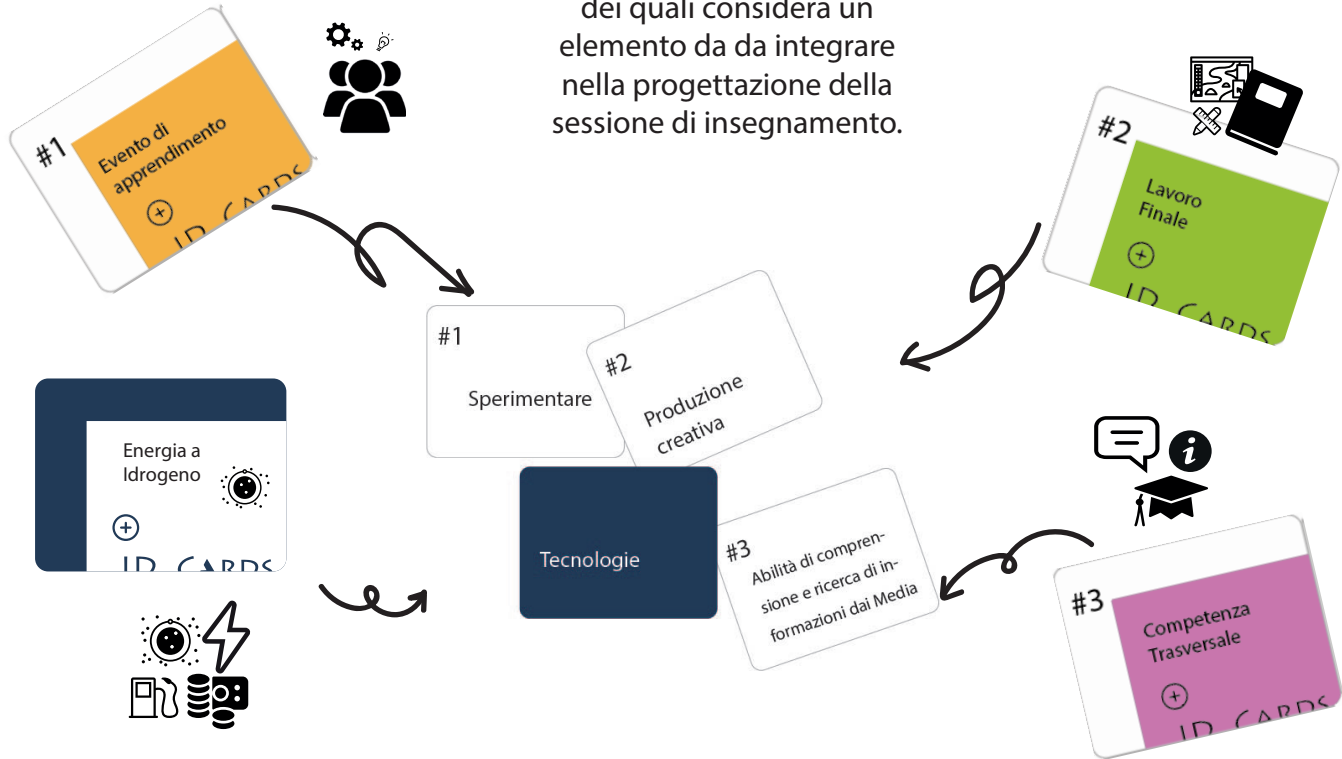 dei quali considera un
elemento da da integrare
nella progettazione della
sessione di insegnamento.
#1
Evento di
apprendimento
ID CARDS
#2
Lavoro
Finale
ID CARDS
#1
Sperimentare
#2
Produzione
creativa
Energia a
Idrogeno
ID CARDS
Tecnologie
#3
Abilità di compren-
sione e ricerca di in-
formazioni dai Media
#3
Competenza
Trasversale
ID CARDS